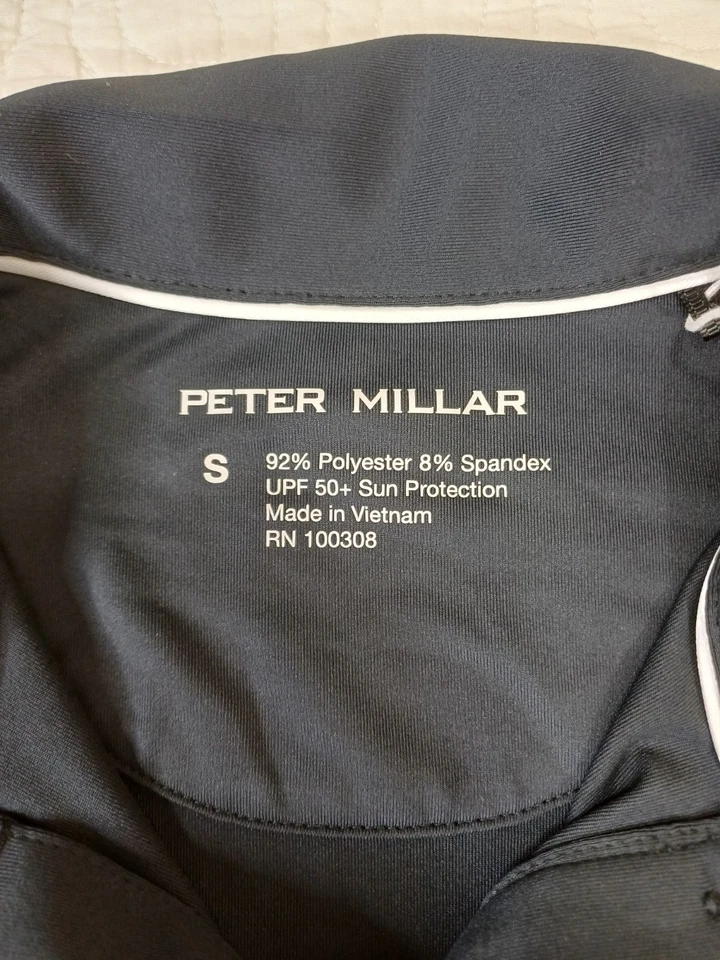 PETER MILLAR
S
92% Polyester 8% Spandex
UPF 50+ Sun Protection
Made in Vietnam
RN 100308